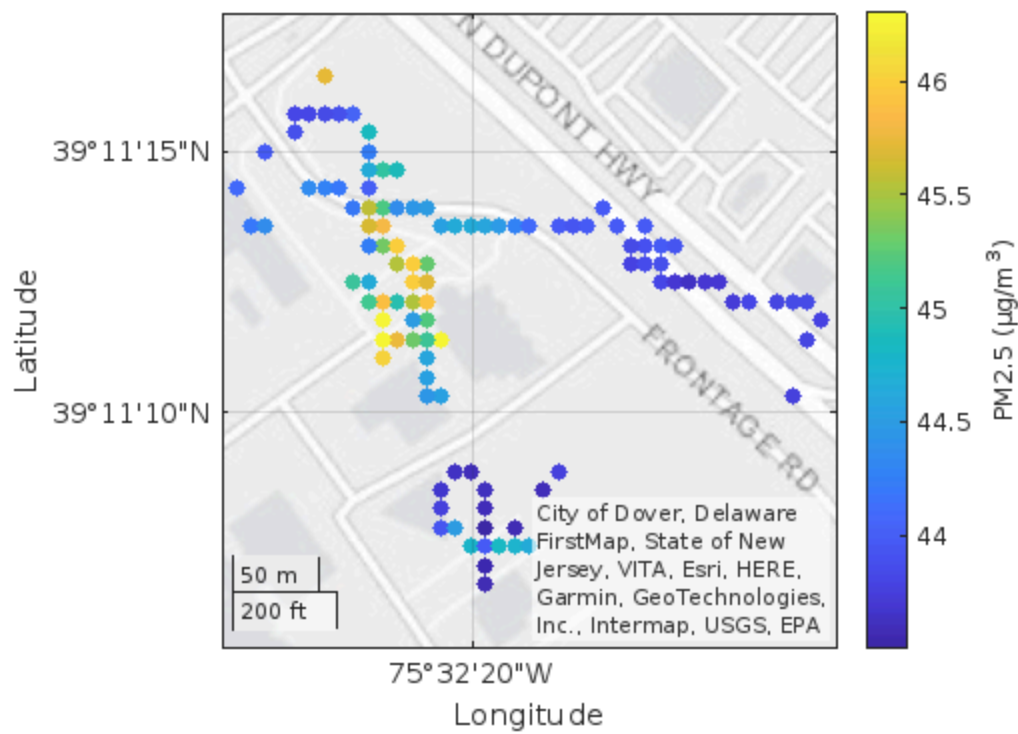 N DUPONT HWY
46
39°11'15"N
45.5
45
Latitude
PM2.5 (µg/m³)
FRONTAGE RD
39°11'10"N
44.5
City of Dover, Delaware
FirstMap, State of New
Jersey, VITA, Esri, HERE,
Garmin, GeoTechnologies,
Inc., Intermap, USGS, EPA
44
50 m
200 ft
75°32'20"W
Longitude